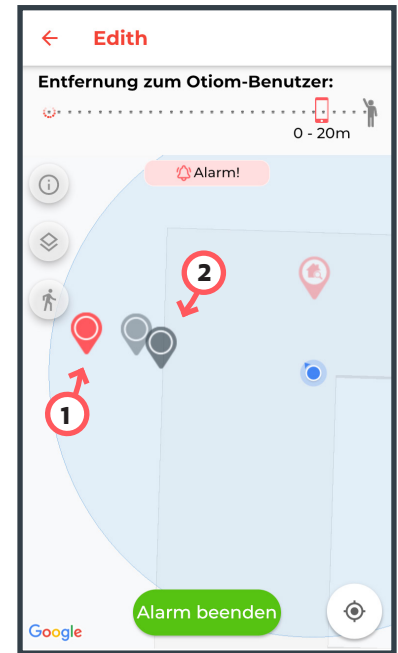 Edith
Entfernung zum Otiom-Benutzer:
0 - 20m
Alarm!
2
1
Alarm beenden
Google